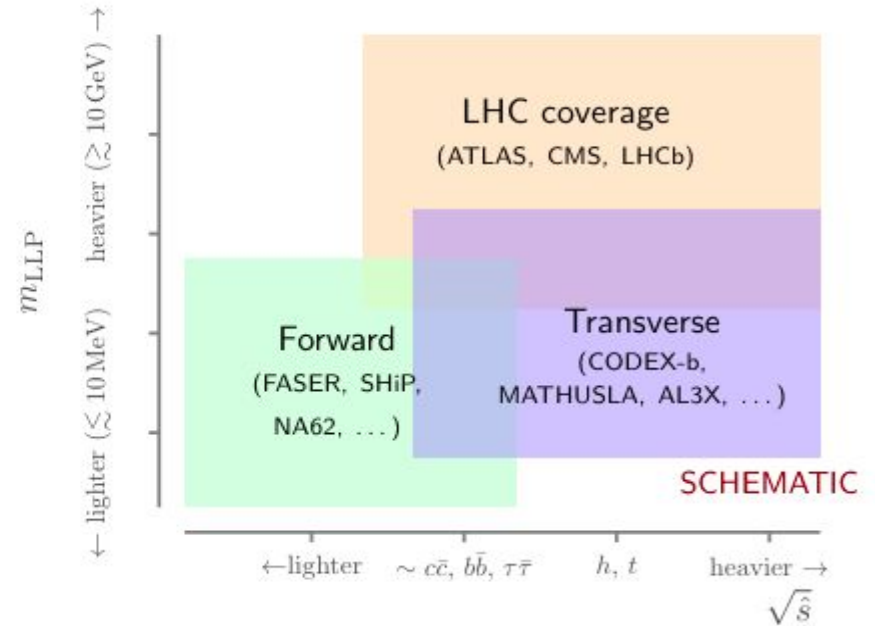 LHC coverage
(ATLAS, CMS, LHCb)
Forward
(FASER, SHiP,
NA62, ...)
Transverse
(CODEX-b,
MATHUSLA, AL3X, ...)
SCHEMATIC
m_LLP
← lighter (≲ 10 MeV)
heavier (≳ 10 GeV) →
←lighter
∼ cc̄, bb̄, ττ̄
h, t
heavier →
√ŝ